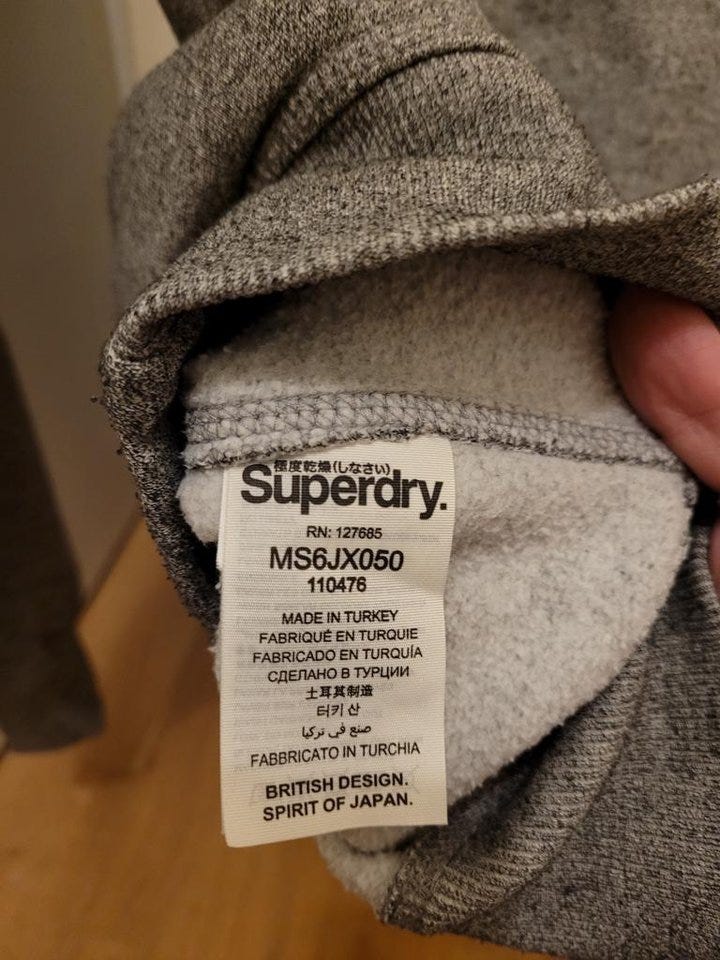 極度乾燥(しなさい)
Superdry.
RN: 127685
MS6JX050
110476
MADE IN TURKEY
FABRIQUÉ EN TURQUIE
FABRICADO EN TURQUÍA
СДЕЛАНО В ТУРЦИИ
土耳其制造
터키 산
صنع في تركيا
FABBRICATO IN TURCHIA
BRITISH DESIGN.
SPIRIT OF JAPAN.